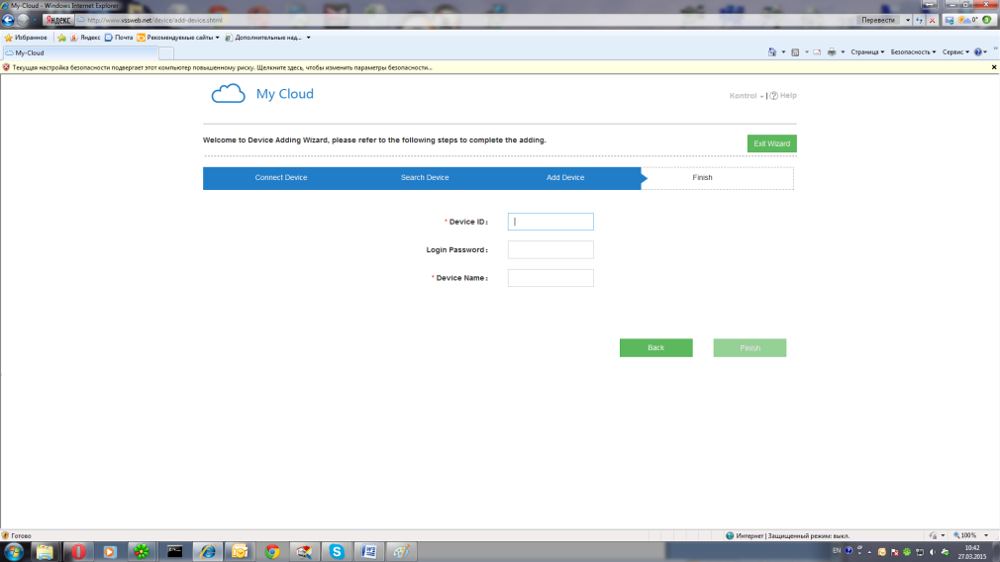 My-Cloud - Windows Internet Explorer
Яндекс http://www.vssweb.net/device/add-device.shtml Перевести
Избранное Яндекс Почта Рекомендуемые сайты Дополнительные над...
My-Cloud Страница Безопасность Сервис
Текущая настройка безопасности подвергает этот компьютер повышенному риску. Щелкните здесь, чтобы изменить параметры безопасности...
My Cloud
Kontrol | Help
Welcome to Device Adding Wizard, please refer to the following steps to complete the adding.
Exit Wizard
Connect Device Search Device Add Device Finish
* Device ID:
Login Password:
* Device Name:
Back Finish
Готово Интернет | Защищенный режим: выкл. 100%
EN 10:42
27.03.2015